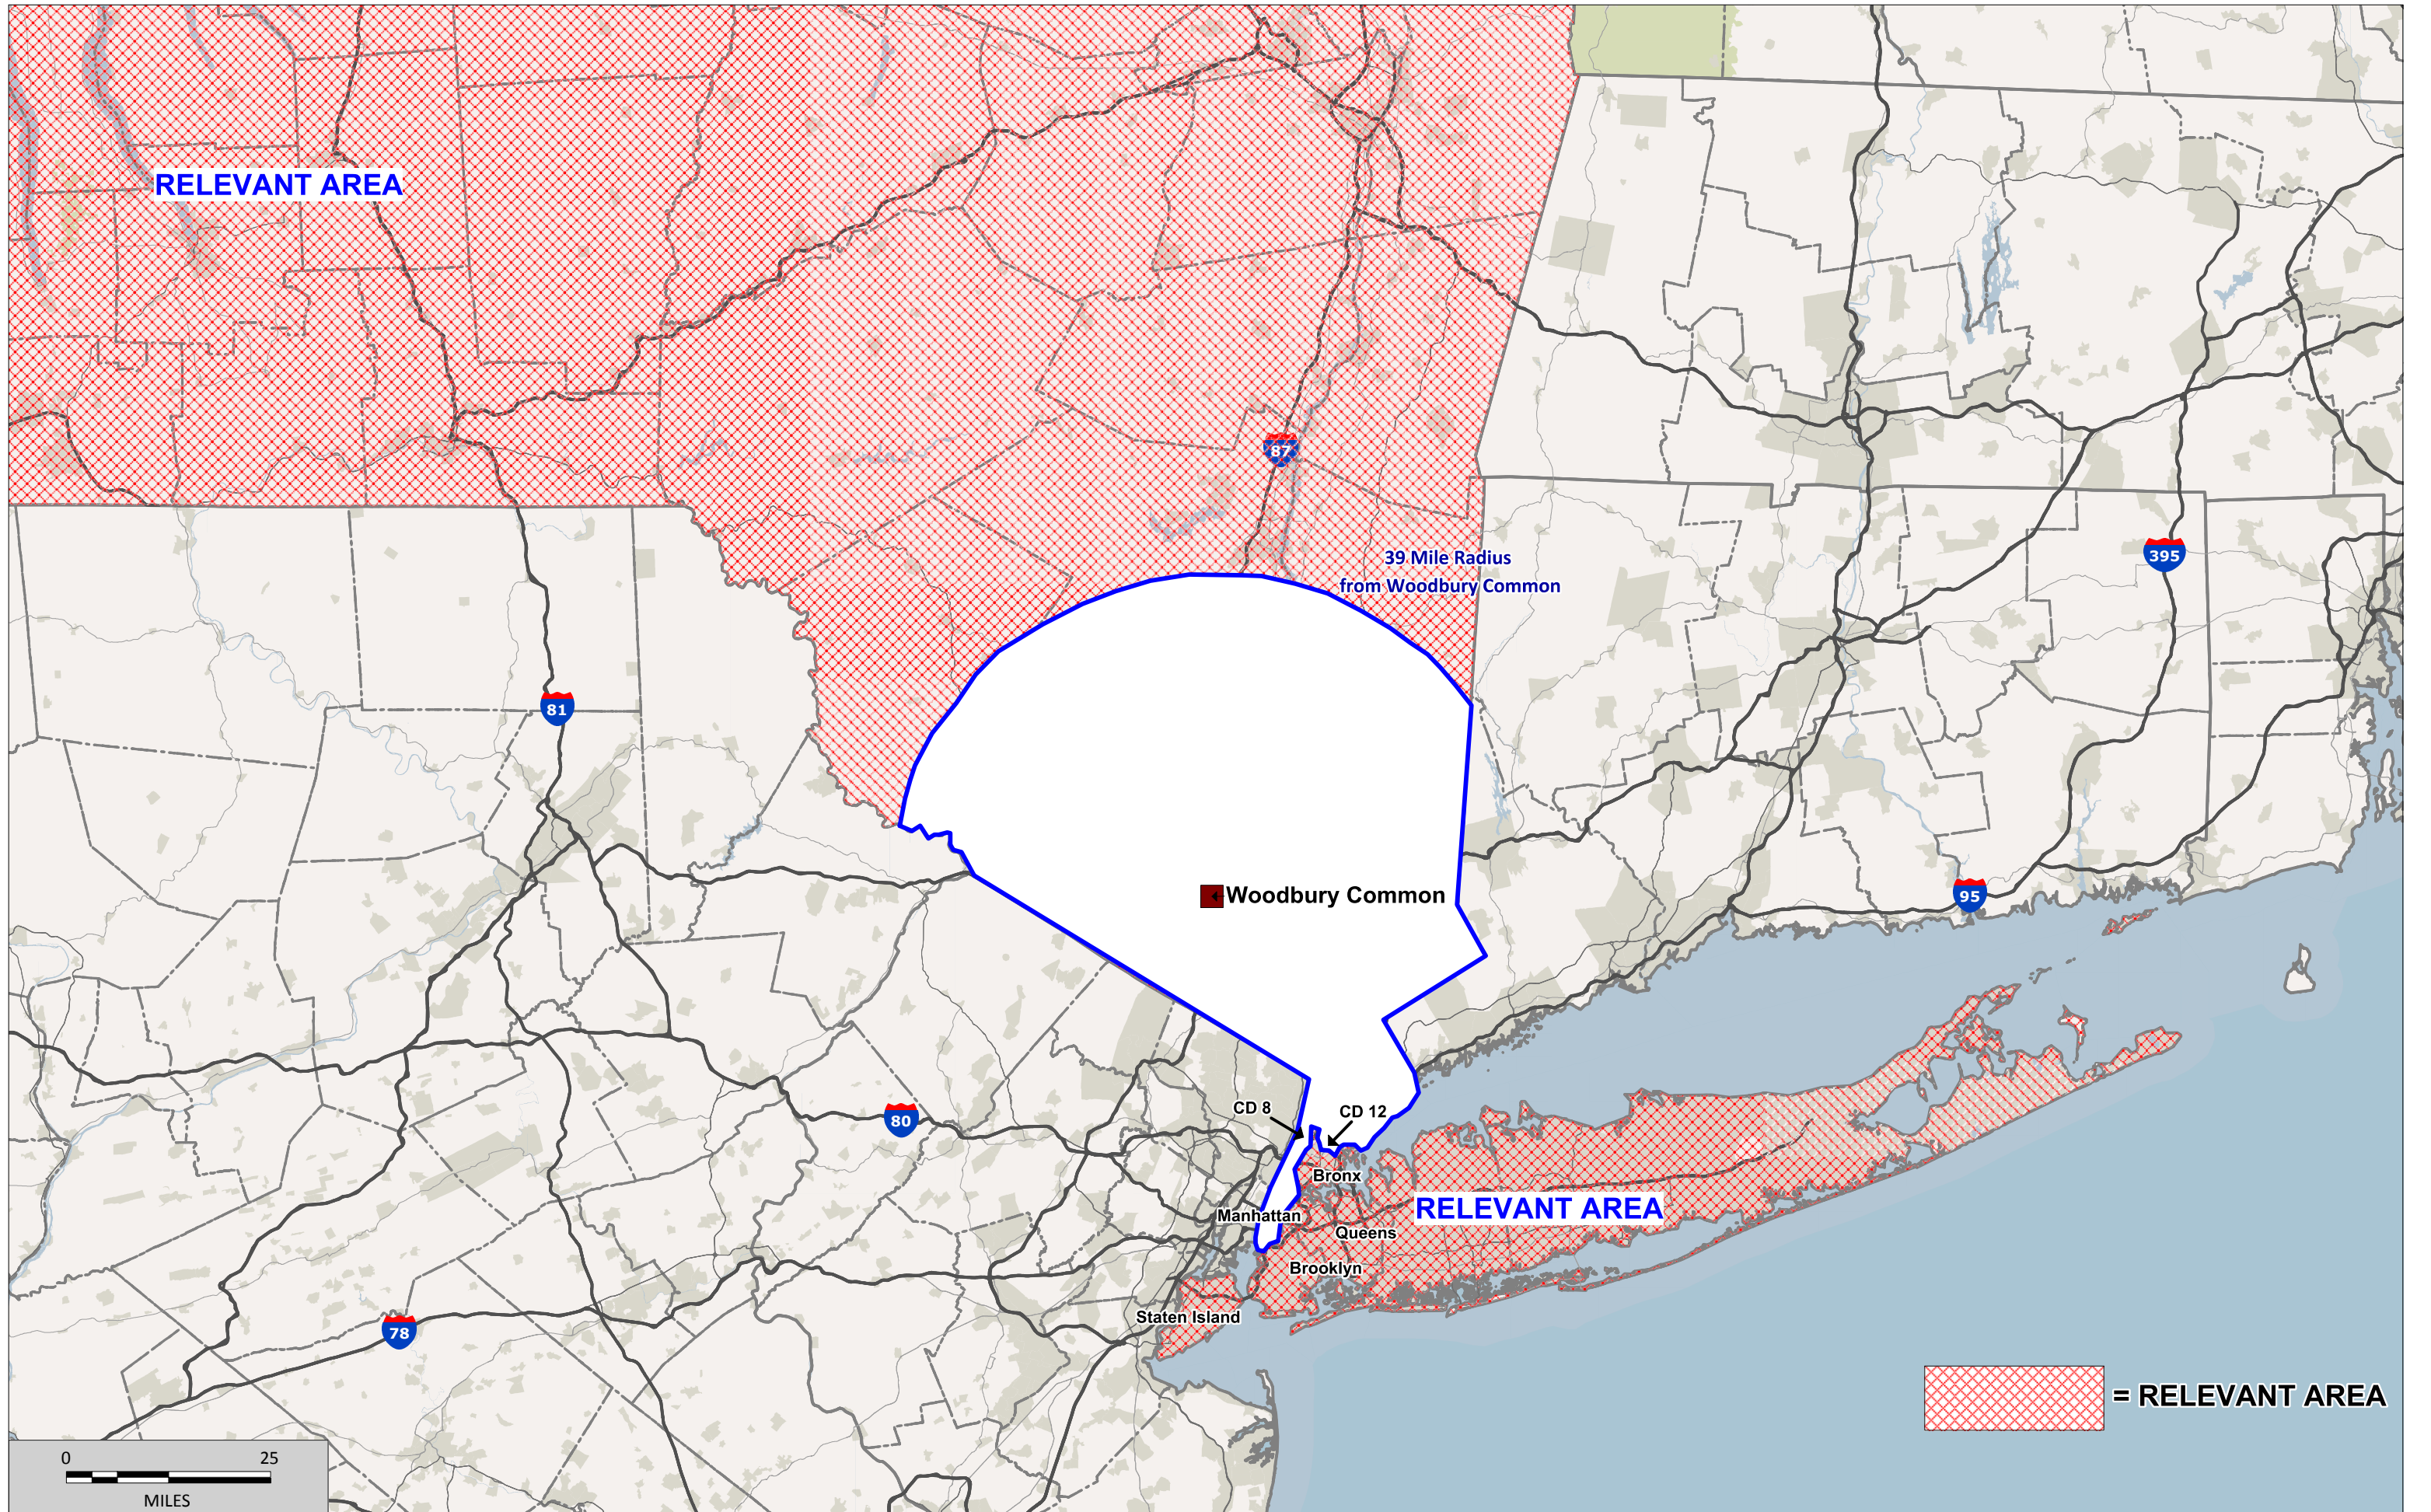 RELEVANT AREA
87
39 Mile Radius
from Woodbury Common
395
81
Woodbury Common
95
CD 8
CD 12
80
Bronx
RELEVANT AREA
Manhattan
Queens
Brooklyn
Staten Island
78
= RELEVANT AREA
0 25
MILES